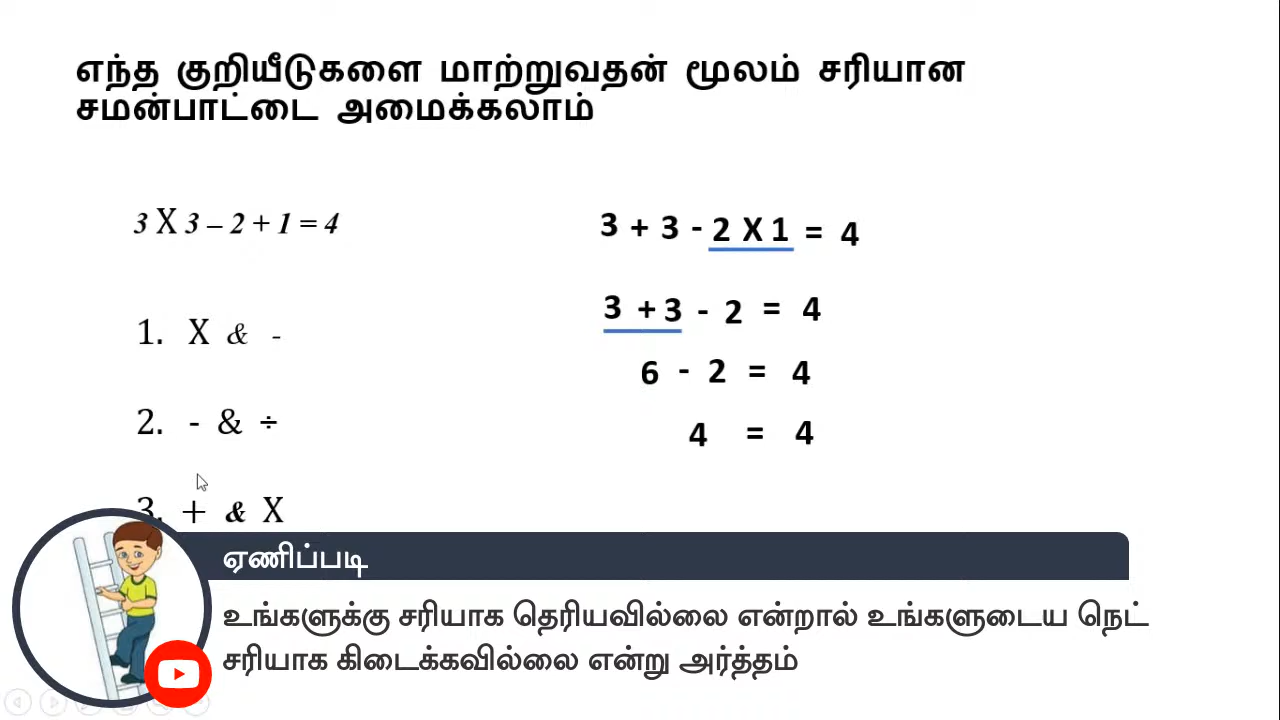 எந்த குறியீடுகளை மாற்றுவதன் மூலம் சரியான
சமன்பாட்டை அமைக்கலாம்
3 X 3 – 2 + 1 = 4
1. X & -
2. - & ÷
3. + & X
3 + 3 - 2 X 1 = 4
3 + 3 - 2 = 4
6 - 2 = 4
4 = 4
ஏணிப்படி
உங்களுக்கு சரியாக தெரியவில்லை என்றால் உங்களுடைய நெட்
சரியாக கிடைக்கவில்லை என்று அர்த்தம்